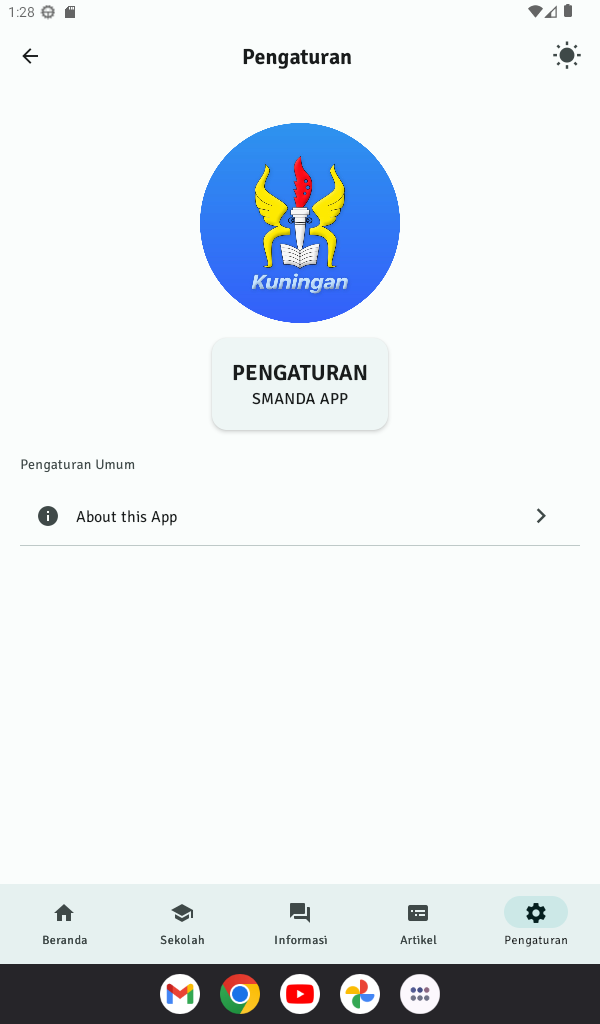 1:28
Pengaturan
Kuningan
PENGATURAN
SMANDA APP
Pengaturan Umum
About this App
Beranda
Sekolah
Informasi
Artikel
Pengaturan